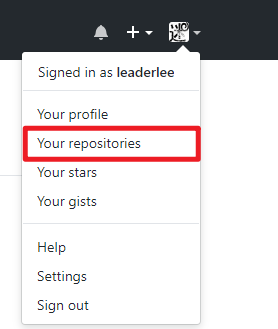 Signed in as leaderlee
Your profile
Your repositories
Your stars
Your gists
Help
Settings
Sign out